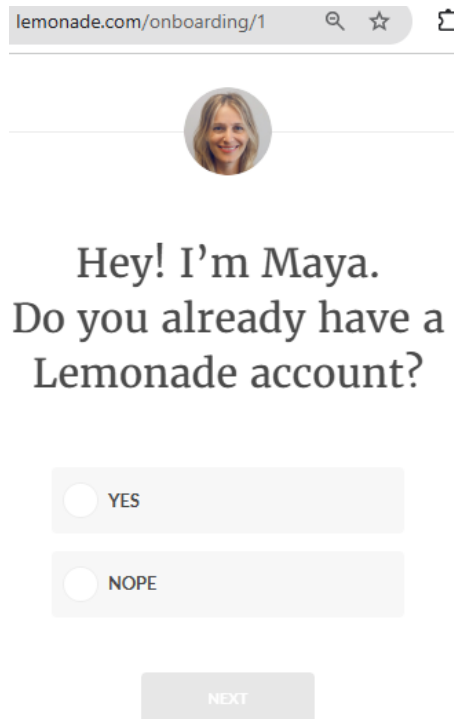 lemonade.com/onboarding/1
Hey! I’m Maya.
Do you already have a
Lemonade account?
YES
NOPE
NEXT